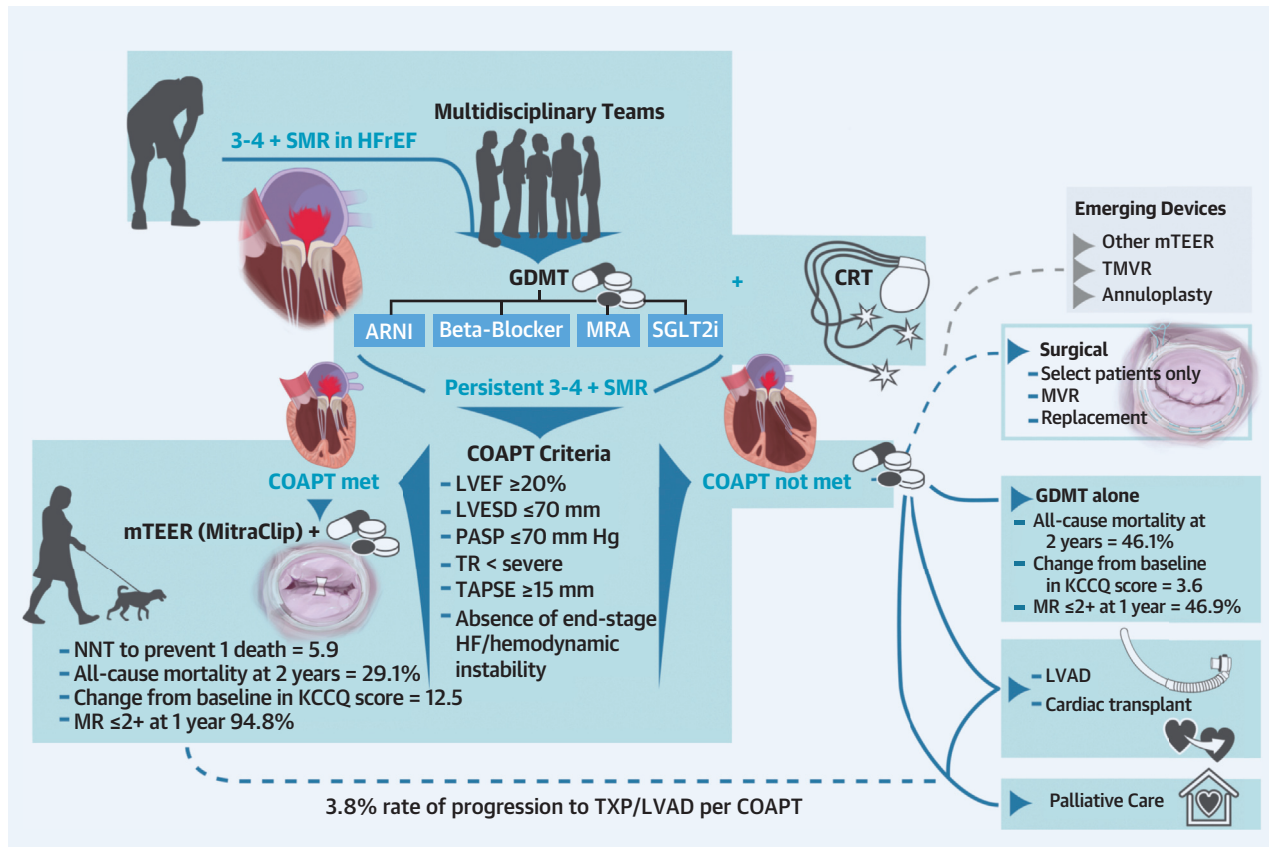 Multidisciplinary Teams
3-4 + SMR in HFrEF
GDMT
+
CRT
ARNI
Beta-Blocker
MRA
SGLT2i
Persistent 3-4 + SMR
COAPT Criteria
- LVEF ≥20%
- LVESD ≤70 mm
- PASP ≤70 mm Hg
- TR < severe
- TAPSE ≥15 mm
- Absence of end-stage
HF/hemodynamic
instability
COAPT met
mTEER (MitraClip) +
- NNT to prevent 1 death = 5.9
- All-cause mortality at 2 years = 29.1%
- Change from baseline in KCCQ score = 12.5
- MR ≤2+ at 1 year 94.8%
COAPT not met
Emerging Devices
Other mTEER
TMVR
Annuloplasty
Surgical
- Select patients only
- MVR
- Replacement
GDMT alone
- All-cause mortality at
2 years = 46.1%
- Change from baseline
in KCCQ score = 3.6
- MR ≤2+ at 1 year = 46.9%
- LVAD
- Cardiac transplant
Palliative Care
3.8% rate of progression to TXP/LVAD per COAPT